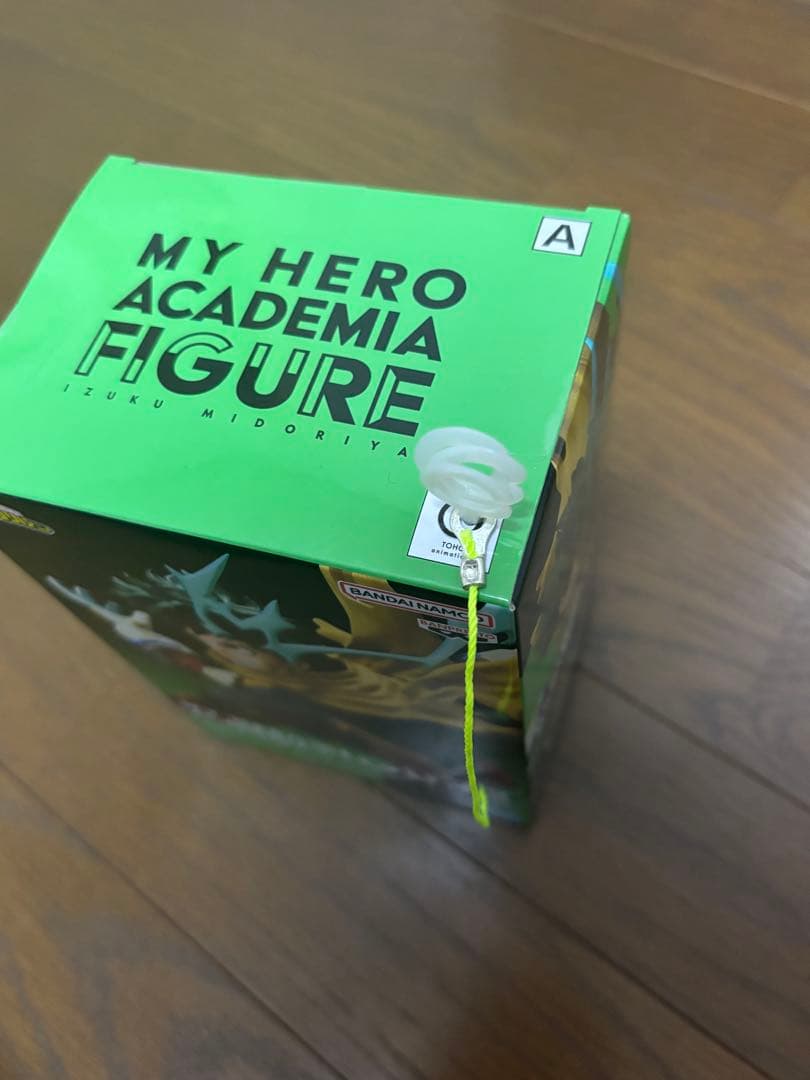 A
MY HERO
ACADEMIA
FIGURE
IZUKU MIDORIYA
BANDAI NAMCO